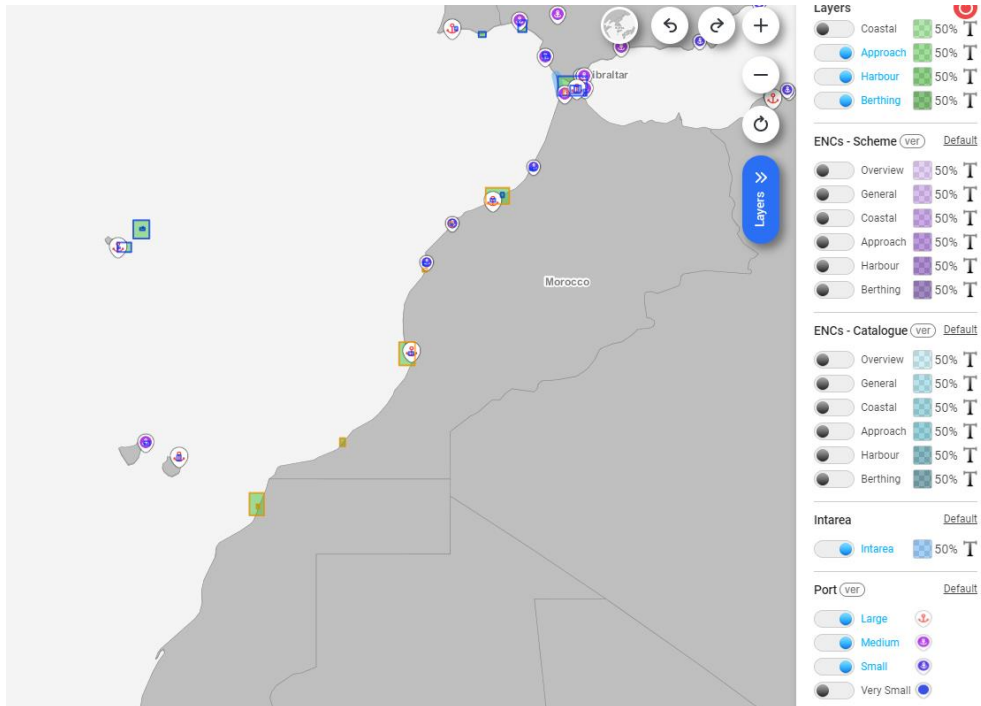 ibraltar
Morocco
Layers
Layers
Coastal 50% T
Approach 50% T
Harbour 50% T
Berthing 50% T
ENCs - Scheme ver Default
Overview 50% T
General 50% T
Coastal 50% T
Approach 50% T
Harbour 50% T
Berthing 50% T
ENCs - Catalogue ver Default
Overview 50% T
General 50% T
Coastal 50% T
Approach 50% T
Harbour 50% T
Berthing 50% T
Intarea Default
Intarea 50% T
Port ver Default
Large
Medium
Small
Very Small